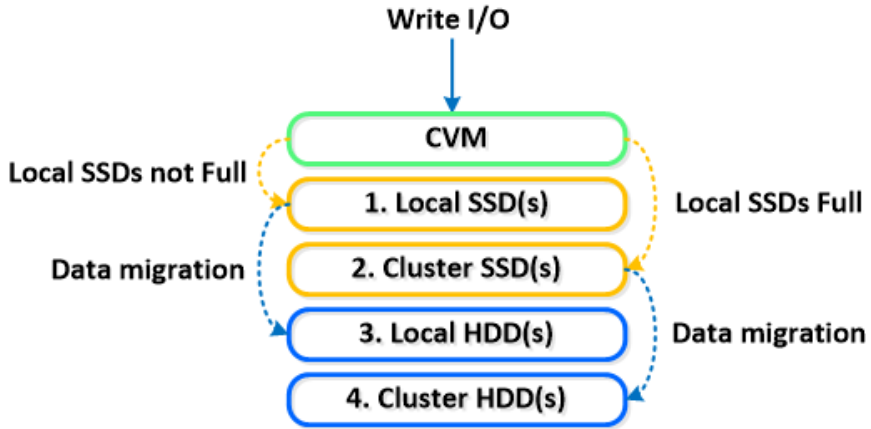 Write I/O
CVM
Local SSDs not Full
1. Local SSD(s)
Local SSDs Full
2. Cluster SSD(s)
Data migration
3. Local HDD(s)
Data migration
4. Cluster HDD(s)